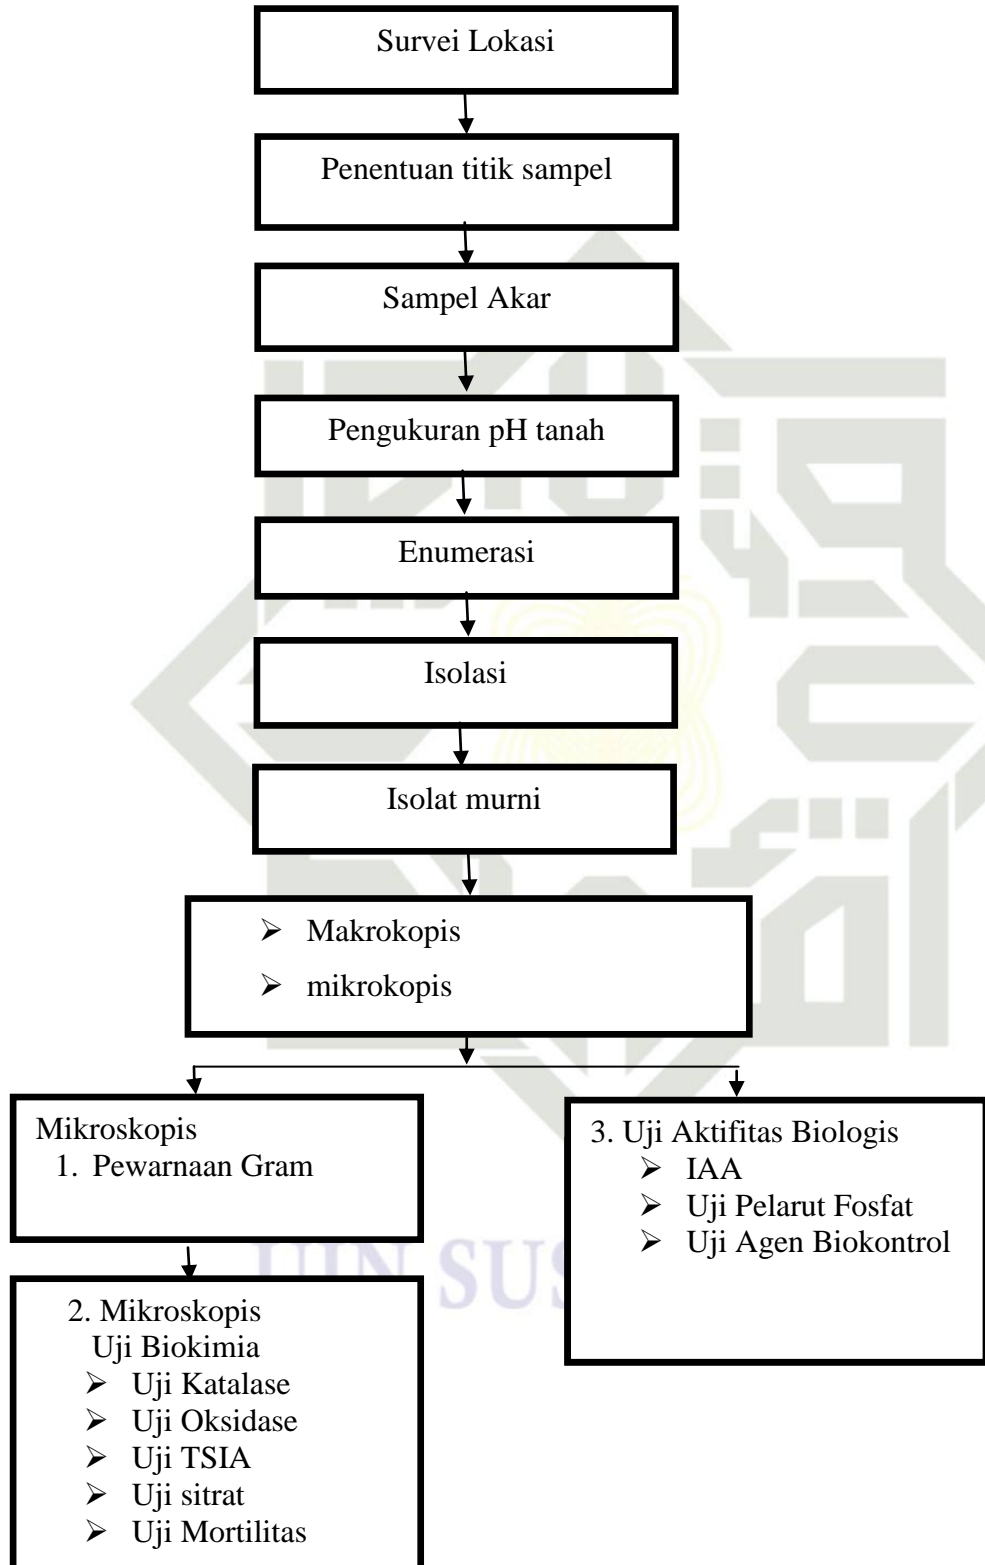 Survei Lokasi
Penentuan titik sampel
Sampel Akar
Pengukuran pH tanah
Enumerasi
Isolasi
Isolat murni
➢ Makrokopis
➢ mikrokopis
Mikroskopis
1. Pewarnaan Gram
2. Mikroskopis
Uji Biokimia
➢ Uji Katalase
➢ Uji Oksidase
➢ Uji TSIA
➢ Uji sitrat
➢ Uji Mortilitas
3. Uji Aktifitas Biologis
➢ IAA
➢ Uji Pelarut Fosfat
➢ Uji Agen Biokontrol
UIN SUS